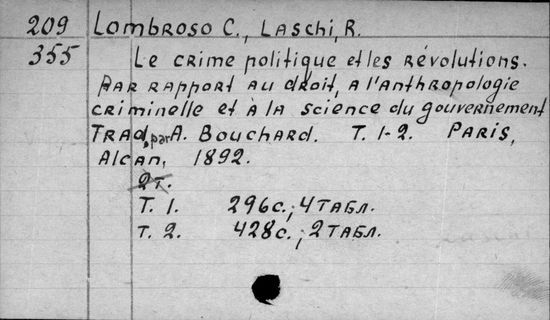 209 Lombroso C., Laschi, R.
355 Le crime politique et les révolutions.
Par rapport au droit, a l'anthropologie
criminelle et à la science du gouvernement
Trad. par A. Bouchard. T. 1-2. Paris,
Alcan, 1892.
2т.
T. 1. 296с.; 4 табл.
T. 2. 428с.; 2 табл.